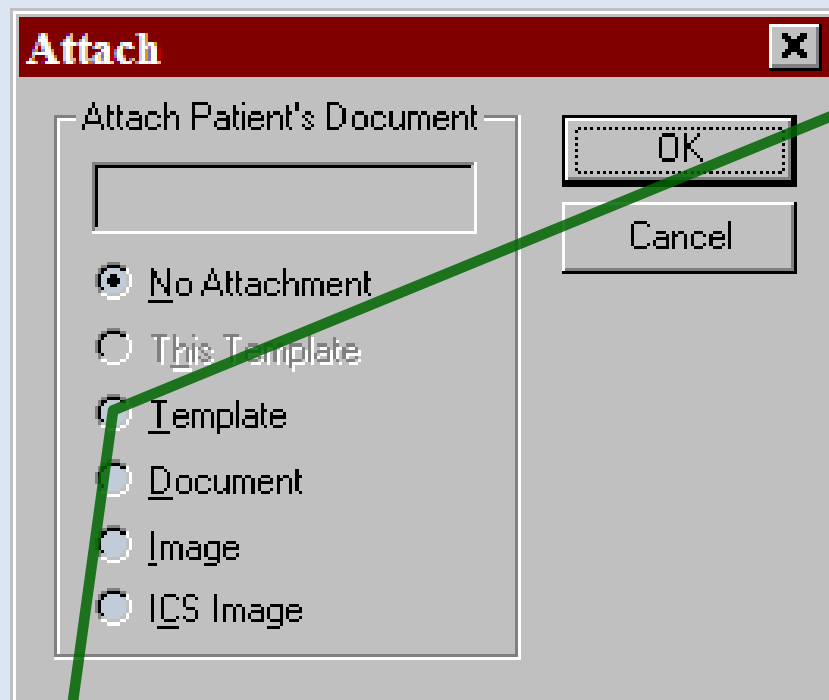 Attach
Attach Patient's Document
OK
Cancel
No Attachment
This Template
Template
Document
Image
ICS Image